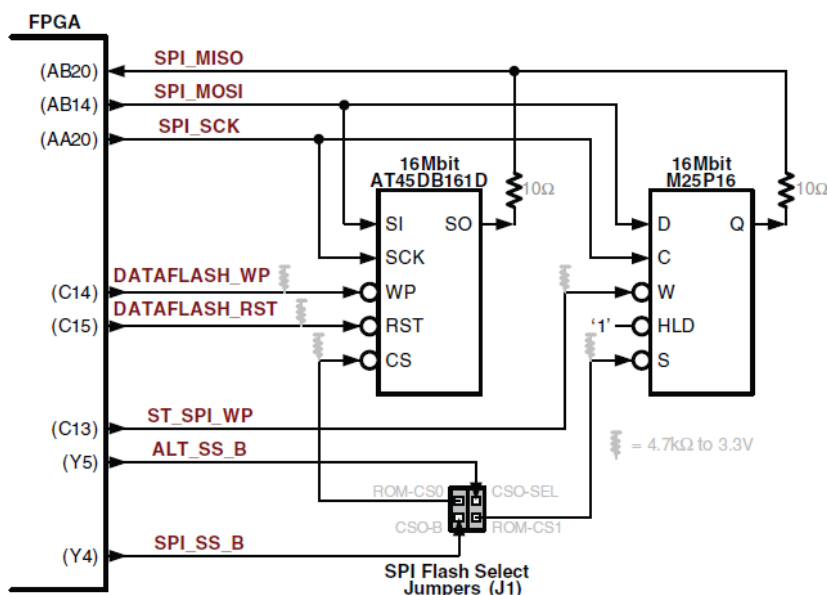 FPGA
(AB20)
SPI_MISO
(AB14)
SPI_MOSI
(AA20)
SPI_SCK
16Mbit
AT45DB161D
10Ω
16Mbit
M25P16
10Ω
SI
SO
SCK
WP
RST
CS
D
Q
C
W
'1'
HLD
S
(C14)
DATAFLASH_WP
(C15)
DATAFLASH_RST
(C13)
ST_SPI_WP
(Y5)
ALT_SS_B
= 4.7kΩ to 3.3V
ROM-CS0
CSO-SEL
CSO-B
ROM-CS1
(Y4)
SPI_SS_B
SPI Flash Select
Jumpers (J1)